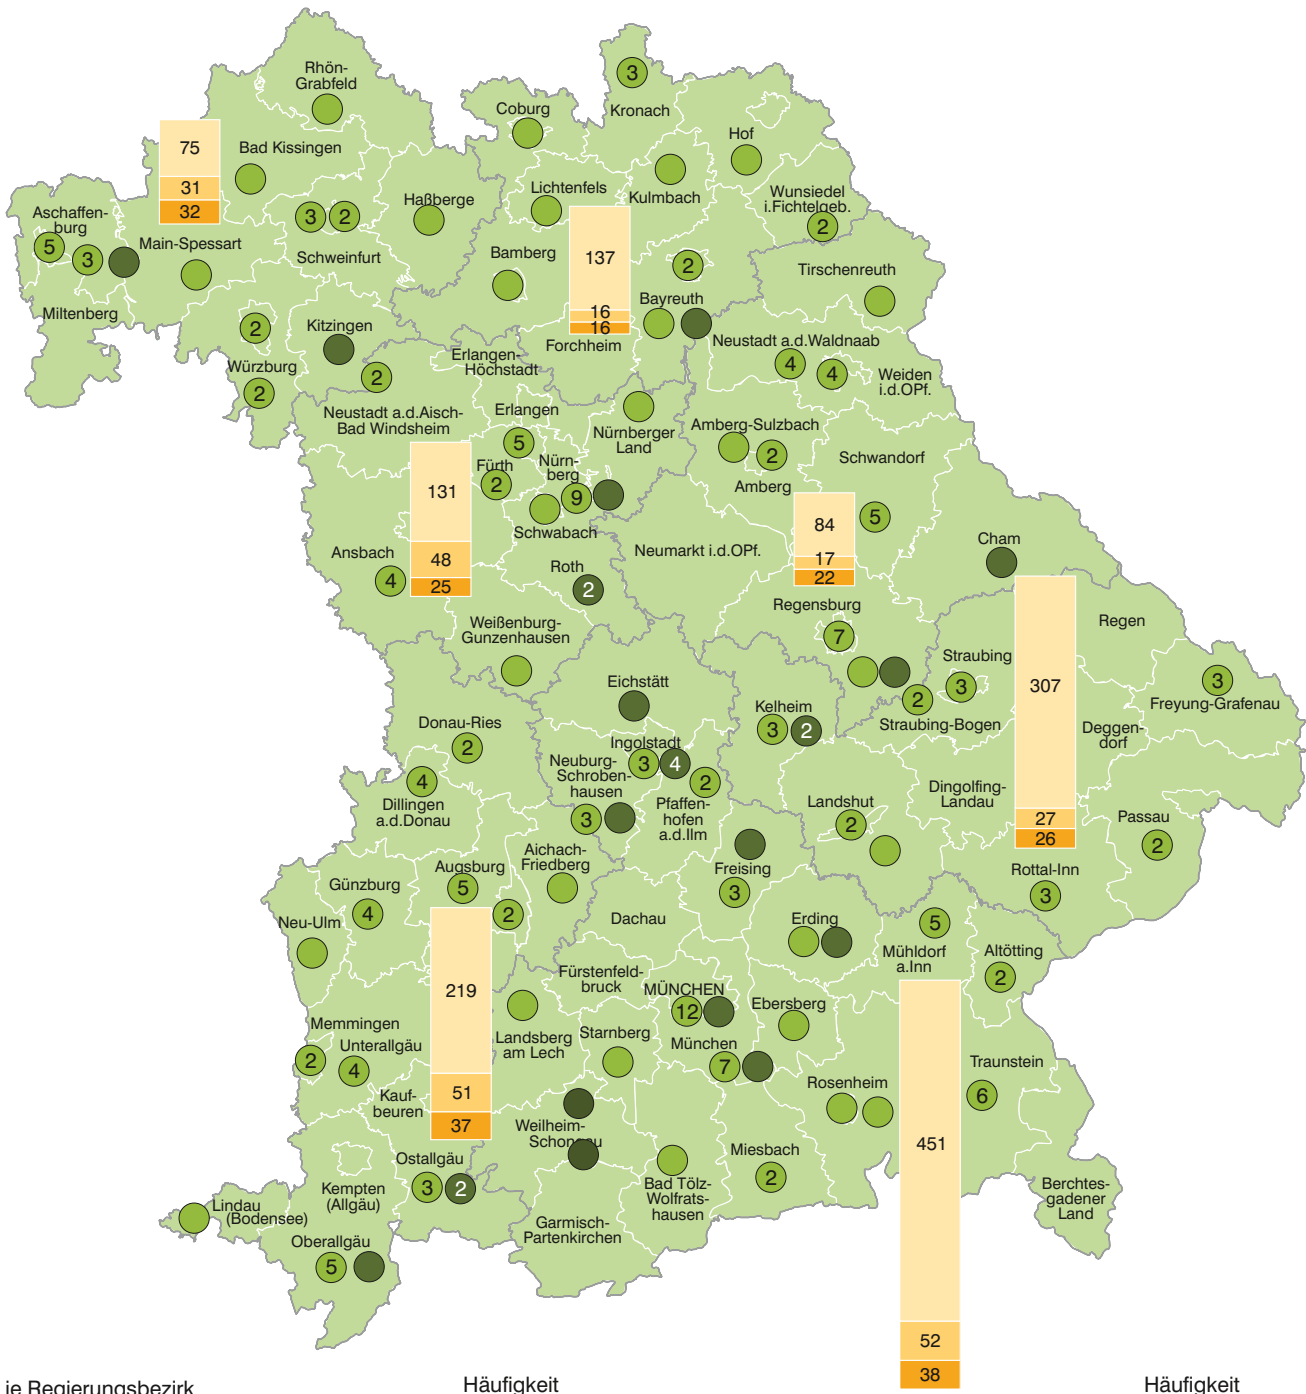 Rhön-
Grabfeld
3
Kronach
Coburg
Hof
75
31
32
Bad Kissingen
Lichtenfels
Kulmbach
Wunsiedel
i.Fichtelgeb.
2
Aschaffen-
burg
5
3
Main-Spessart
3
2
Schweinfurt
Haßberge
Bamberg
137
16
16
2
Bayreuth
Tirschenreuth
Miltenberg
2
Würzburg
2
Kitzingen
2
Erlangen-
Höchstadt
Forchheim
Neustadt a.d.Waldnaab
4
4
Weiden
i.d.OPf.
Neustadt a.d.Aisch-
Bad Windsheim
Erlangen
5
Nürnberger
Land
Amberg-Sulzbach
2
Amberg
Schwandorf
5
131
48
25
Fürth
2
Nürn-
berg
9
Schwabach
84
17
22
Neumarkt i.d.OPf.
Cham
Ansbach
4
Roth
2
Weißenburg-
Gunzenhausen
Regensburg
7
2
Straubing
3
Straubing-Bogen
307
27
26
Regen
3
Freyung-Grafenau
Deggen-
dorf
Eichstätt
Kelheim
3
2
Donau-Ries
2
Ingolstadt
3
4
Neuburg-
Schroben-
hausen
3
2
Pfaffen-
hofen
a.d.Ilm
4
Dillingen
a.d.Donau
Landshut
2
Dingolfing-
Landau
Passau
2
Rottal-Inn
3
Aichach-
Friedberg
Augsburg
5
2
Freising
3
Günzburg
4
Neu-Ulm
Dachau
Erding
5
Mühldorf
a.Inn
Altötting
2
219
51
37
Fürstenfeld-
bruck
MÜNCHEN
12
Ebersberg
Landsberg
am Lech
Starnberg
München
7
Memmingen
2
Unterallgäu
4
Kauf-
beuren
Rosenheim
Traunstein
6
451
52
38
Weilheim-
Schongau
Miesbach
2
Bad Tölz-
Wolfrats-
hausen
Ostallgäu
3
2
Kempten
(Allgäu)
Garmisch-
Partenkirchen
Berchtes-
gadener
Land
Lindau
(Bodensee)
Oberallgäu
5
je Regierungsbezirk
Häufigkeit
Häufigkeit